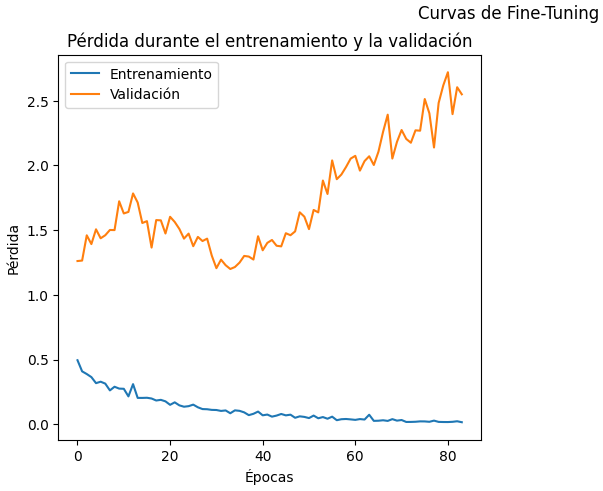 Curvas de Fine-Tuning
Pérdida durante el entrenamiento y la validación
Entrenamiento
Validación
2.5
2.0
1.5
1.0
0.5
0.0
Pérdida
0 20 40 60 80
Épocas